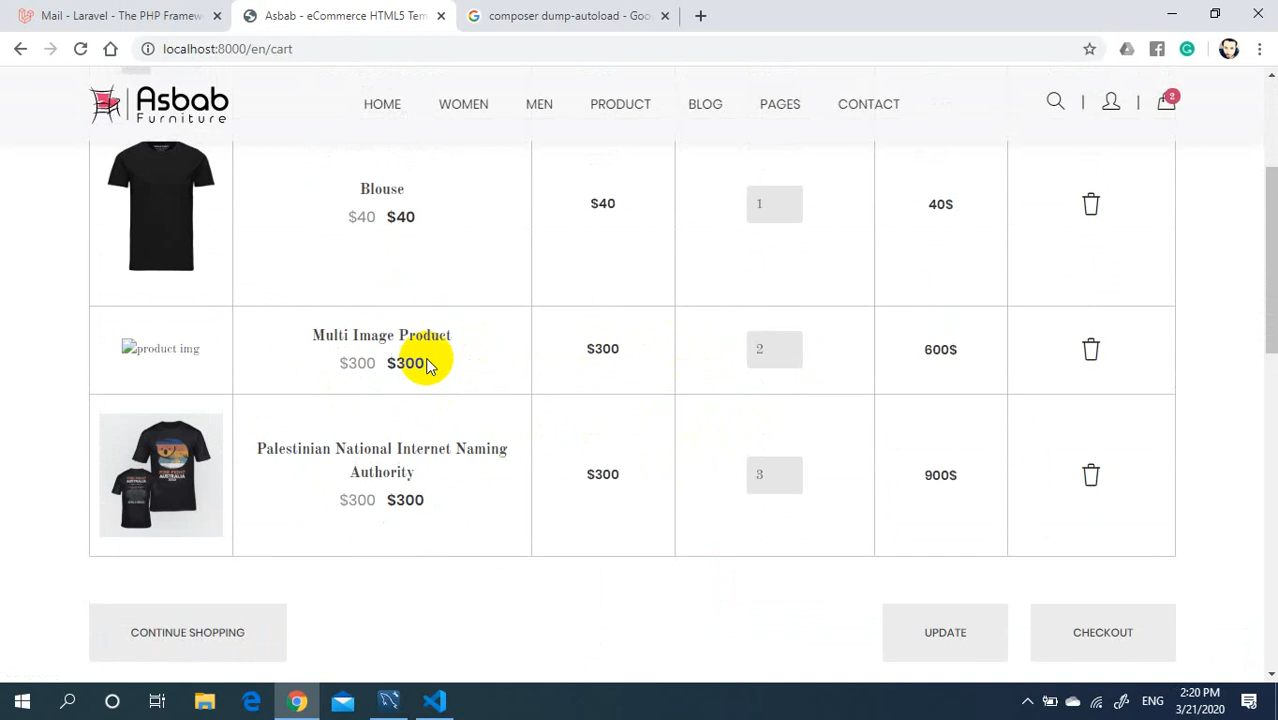 Mail - Laravel - The PHP Framew
Asbab - eCommerce HTML5 Tem
composer dump-autoload - Goo
localhost:8000/en/cart
Asbab
Furniture
HOME
WOMEN
MEN
PRODUCT
BLOG
PAGES
CONTACT
2
Blouse
$40 $40
$40
1
40$
product img
Multi Image Product
$300 $300
$300
2
600$
Palestinian National Internet Naming
Authority
$300 $300
$300
3
900$
CONTINUE SHOPPING
UPDATE
CHECKOUT
ENG
2:20 PM
3/21/2020